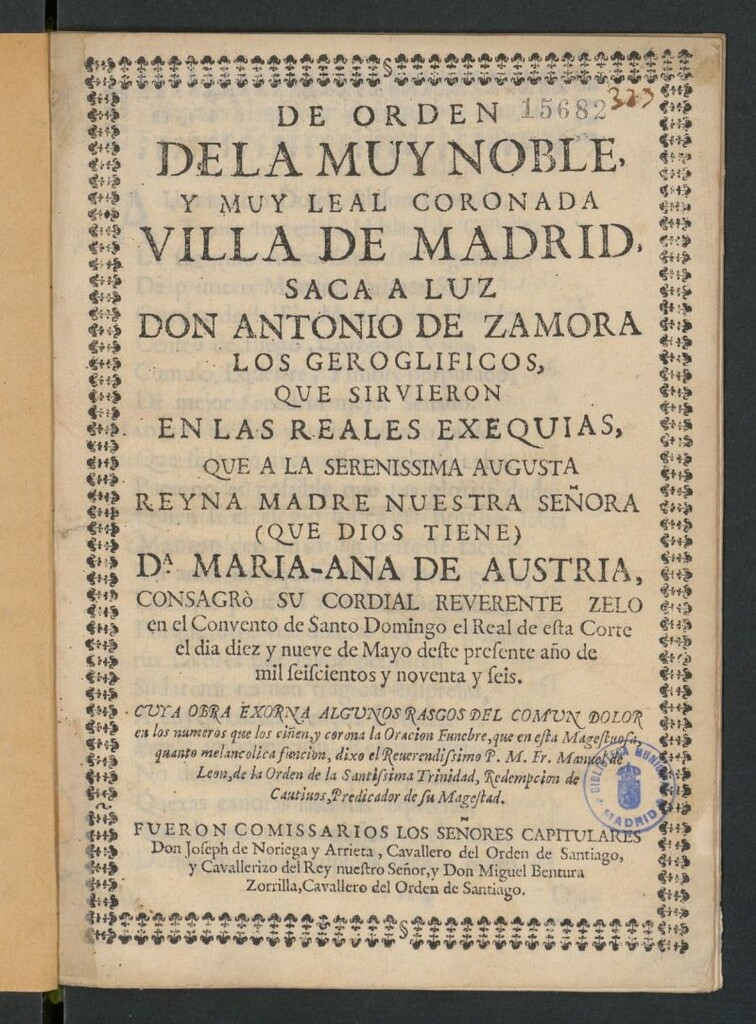 DE ORDEN 15682 323
DE LA MUY NOBLE,
Y MUY LEAL CORONADA
VILLA DE MADRID,
SACA A LUZ
DON ANTONIO DE ZAMORA
LOS GEROGLIFICOS,
QUE SIRVIERON
EN LAS REALES EXEQUIAS,
QUE A LA SERENISSIMA AUGUSTA
REYNA MADRE NUESTRA SEÑORA
(QUE DIOS TIENE)
Dª. MARIA-ANA DE AUSTRIA,
CONSAGRò SU CORDIAL REVERENTE ZELO
en el Convento de Santo Domingo el Real de eſta Corte
el dia diez y nueve de Mayo deſte preſente año de
mil ſeiſcientos y noventa y ſeis.
CUYA OBRA EXORNA ALGUNOS RASGOS DEL COMUN DOLOR
en los numeros que los ciñen, y corona la Oracion Funebre, que en eſta Mageſtuoſa,
quanto melancolica funcion, dixo el Reuerendiſſimo P. M. Fr. Manuel de
Leon, de la Orden de la Santiſsima Trinidad, Redempcion de
Cautiuos, Predicador de ſu Mageſtad.
BIBLIOTECA MUNI
MADRID
FUERON COMISSARIOS LOS SEÑORES CAPITULARES
Don Joſeph de Noriega y Arrieta, Cavallero del Orden de Santiago,
y Cavallerizo del Rey nueſtro Señor, y Don Miguel Bentura
Zorrilla, Cavallero del Orden de Santiago.